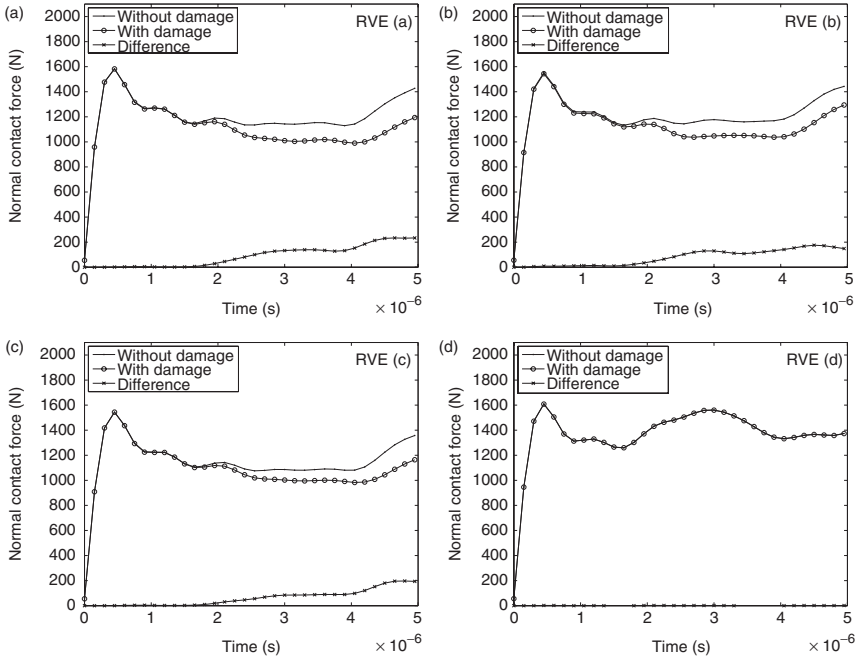 (a)
2000
1800
1600
1400
1200
1000
800
600
400
200
0
Normal contact force (N)
Without damage
With damage
Difference
RVE (a)
0 1 2 3 4 5
Time (s)
× 10⁻⁶
(b)
2000
1800
1600
1400
1200
1000
800
600
400
200
0
Normal contact force (N)
Without damage
With damage
Difference
RVE (b)
0 1 2 3 4 5
Time (s)
× 10⁻⁶
(c)
2000
1800
1600
1400
1200
1000
800
600
400
200
0
Normal contact force (N)
Without damage
With damage
Difference
RVE (c)
0 1 2 3 4 5
Time (s)
× 10⁻⁶
(d)
2000
1800
1600
1400
1200
1000
800
600
400
200
0
Normal contact force (N)
Without damage
With damage
Difference
RVE (d)
0 1 2 3 4 5
Time (s)
× 10⁻⁶